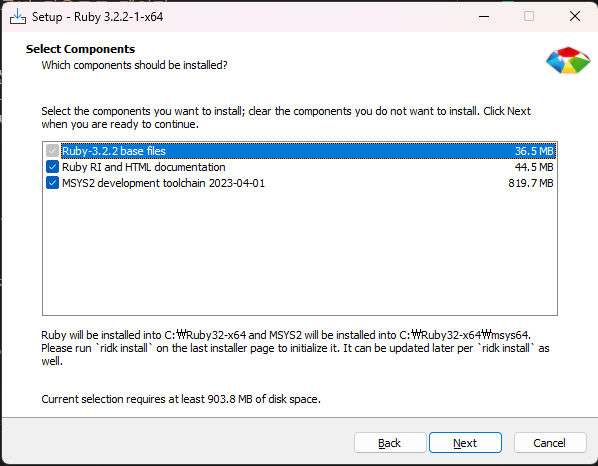 Setup - Ruby 3.2.2-1-x64
Select Components
Which components should be installed?
Select the components you want to install; clear the components you do not want to install. Click Next
when you are ready to continue.
Ruby-3.2.2 base files 36.5 MB
Ruby RI and HTML documentation 44.5 MB
MSYS2 development toolchain 2023-04-01 819.7 MB
Ruby will be installed into C:₩Ruby32-x64 and MSYS2 will be installed into C:₩Ruby32-x64₩msys64.
Please run `ridk install` on the last installer page to initialize it. It can be updated later per `ridk install` as
well.
Current selection requires at least 903.8 MB of disk space.
Back Next Cancel